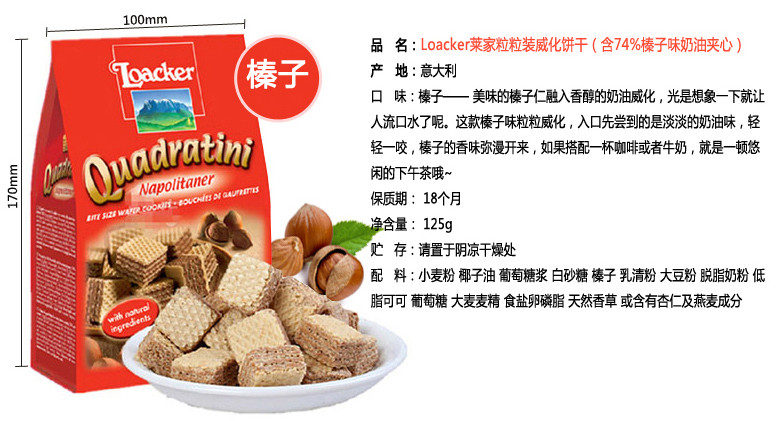 100mm
170mm
Loacker
榛子
Quadratini
Napolitaner
BITE SIZE WAFER COOKIES • BOUCHÉES DE GAUFRETTES
with natural
ingredients
品 名：Loacker莱家粒粒装威化饼干（含74%榛子味奶油夹心）
产 地：意大利
口 味：榛子—— 美味的榛子仁融入香醇的奶油威化，光是想象一下就让
人流口水了呢。这款榛子味粒粒威化，入口先尝到的是淡淡的奶油味，轻
轻一咬，榛子的香味弥漫开来，如果搭配一杯咖啡或者牛奶，就是一顿悠
闲的下午茶哦~
保质期： 18个月
净含量： 125g
贮 存：请置于阴凉干燥处
配 料：小麦粉 椰子油 葡萄糖浆 白砂糖 榛子 乳清粉 大豆粉 脱脂奶粉 低
脂可可 葡萄糖 大麦麦精 食盐卵磷脂 天然香草 或含有杏仁及燕麦成分